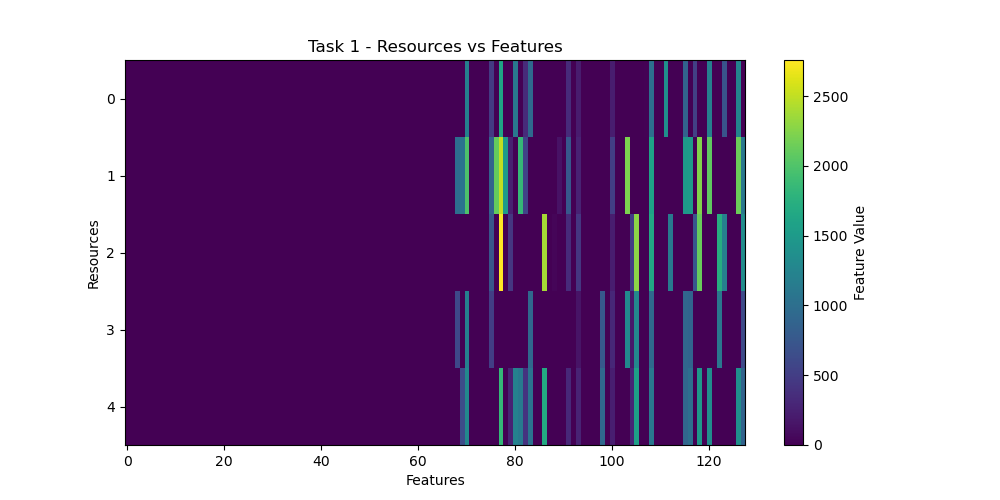 Task 1 - Resources vs Features
0
1
2
3
4
Resources
0 20 40 60 80 100 120
Features
2500
2000
1500
1000
500
0
Feature Value